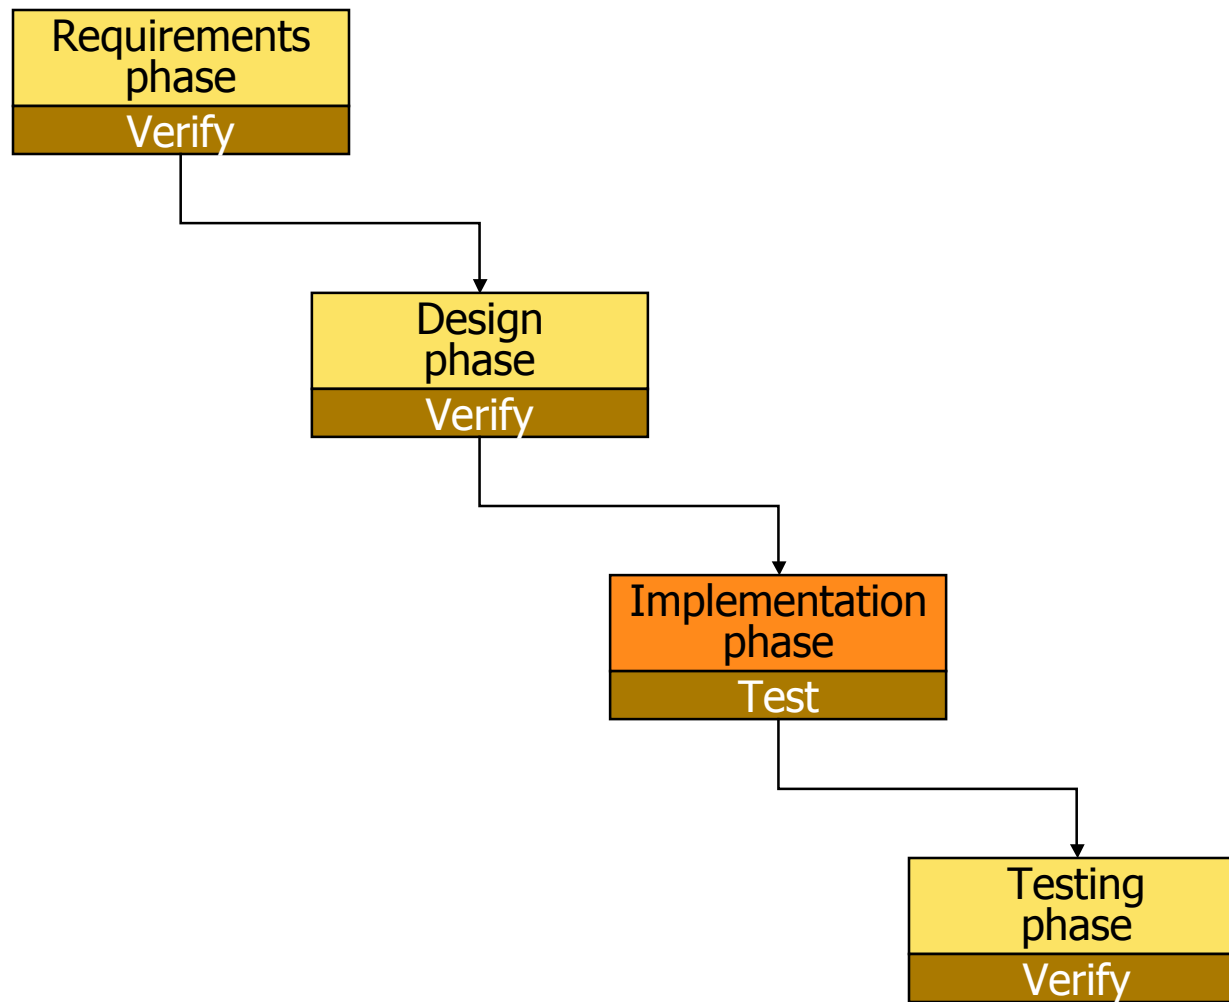 Requirements
phase
Verify
Design
phase
Verify
Implementation
phase
Test
Testing
phase
Verify